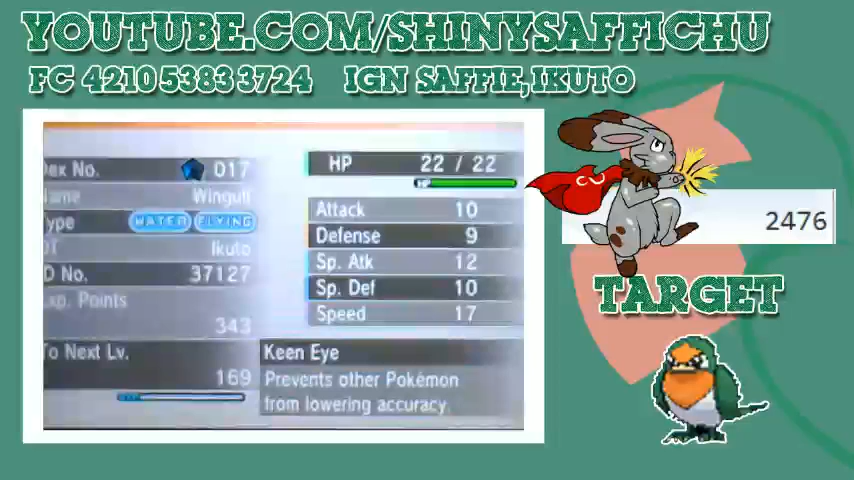 YOUTUBE.COM/SHINYSAFFICHU
FC 4210 5383 3724 IGN SAFFIE,IKUTO
Dex No. 017
Name Wingull
Type WATER FLYING
OT Ikuto
ID No. 37127
Exp. Points
343
To Next Lv.
169
HP 22 / 22
HP
Attack 10
Defense 9
Sp. Atk 12
Sp. Def 10
Speed 17
Keen Eye
Prevents other Pokémon
from lowering accuracy.
2476
TARGET